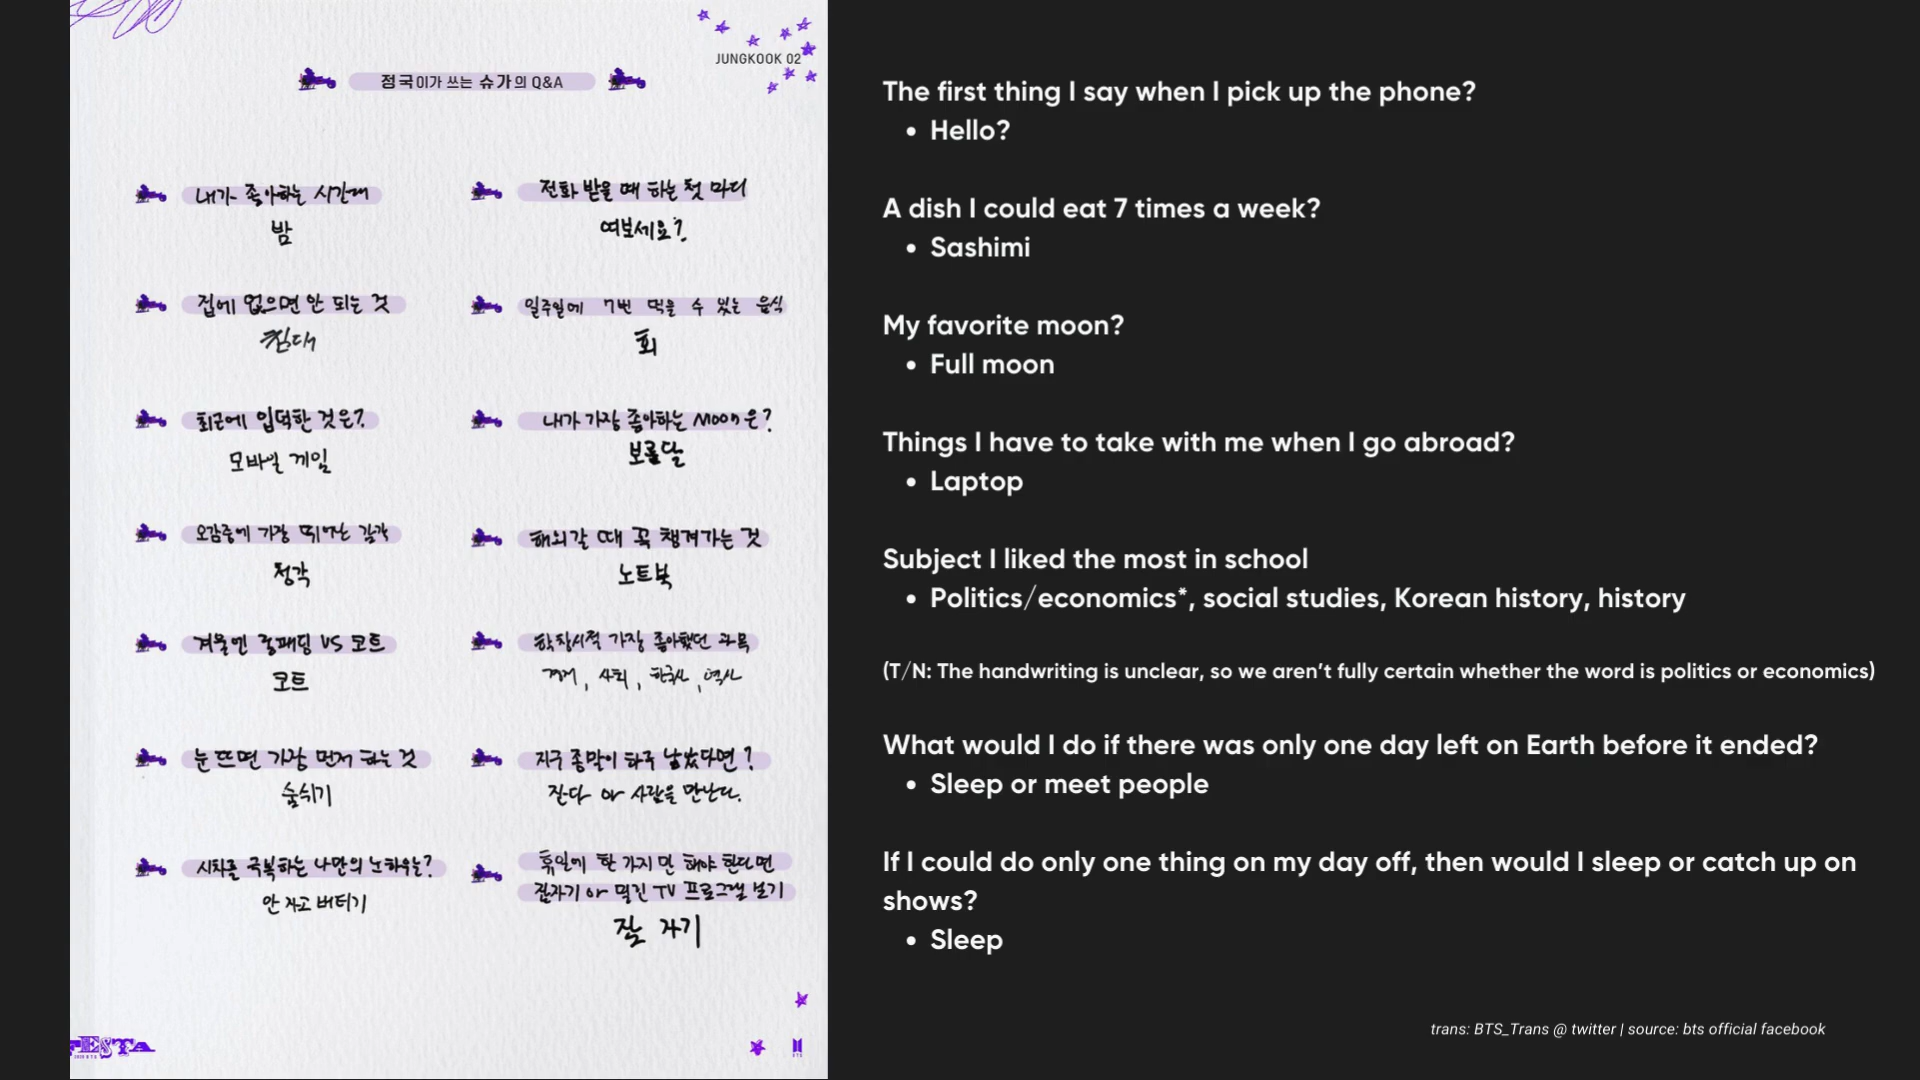 JUNGKOOK 02
정국이가 쓰는 슈가의 Q&A
내가 좋아하는 시간대
밤
집에 없으면 안 되는 것
침대
최근에 입덕한 것은?
모바일 게임
오감중에 가장 뛰어난 감각
청각
겨울엔 롱패딩 VS 코트
코트
눈 뜨면 가장 먼저 하는 것
숨쉬기
시차를 극복하는 나만의 노하우는?
안 자고 버티기
전화 받을 때 하는 첫 마디
여보세요?
일주일에 7번 먹을 수 있는 음식
회
내가 가장 좋아하는 Moon은?
보름달
해외갈 때 꼭 챙겨가는 것
노트북
학창시절 가장 좋아했던 과목
, 사회, 한국사, 역사
지구 종말이 하루 남았다면?
잔다 or 사람을 만난다.
휴일에 한 가지만 해야 한다면
잠자기 or 밀린 TV 프로그램 보기
잠 자기
FESTA
2020 BTS
BTS
The first thing I say when I pick up the phone?
• Hello?
A dish I could eat 7 times a week?
• Sashimi
My favorite moon?
• Full moon
Things I have to take with me when I go abroad?
• Laptop
Subject I liked the most in school
• Politics/economics*, social studies, Korean history, history
(T/N: The handwriting is unclear, so we aren’t fully certain whether the word is politics or economics)
What would I do if there was only one day left on Earth before it ended?
• Sleep or meet people
If I could do only one thing on my day off, then would I sleep or catch up on
shows?
• Sleep
trans: BTS_Trans @ twitter | source: bts official facebook